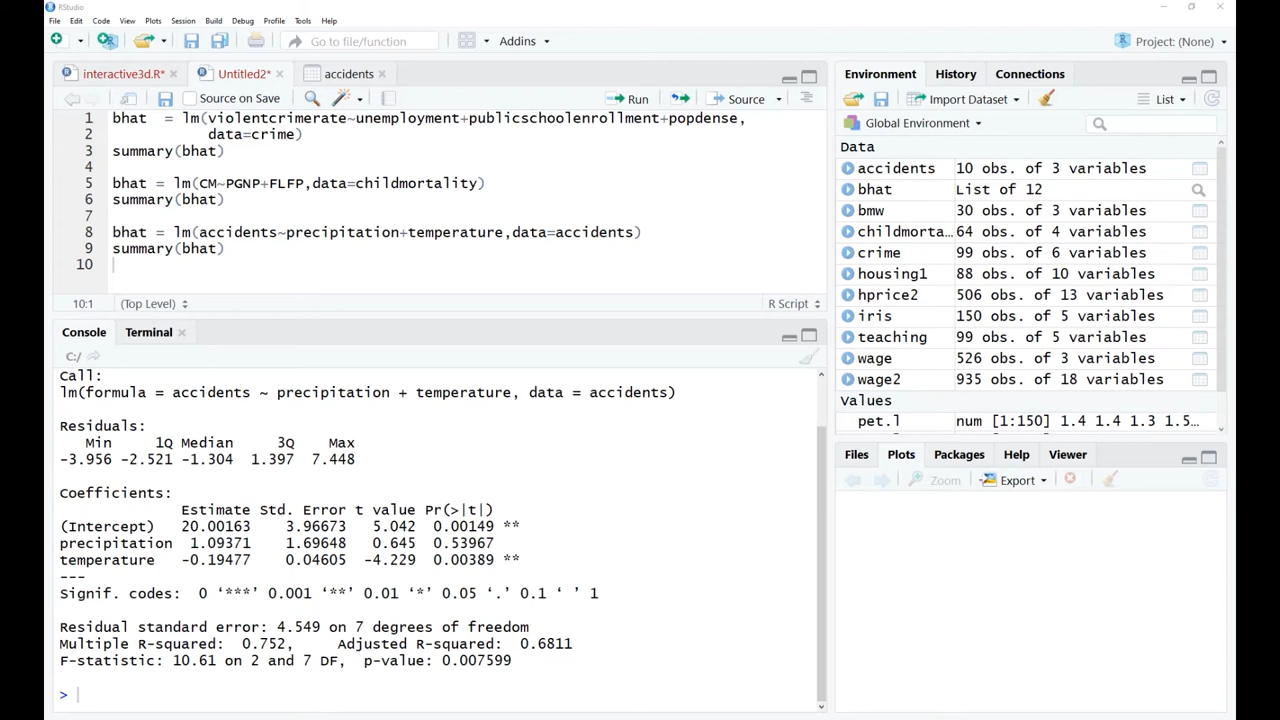 RStudio
File Edit Code View Plots Session Build Debug Profile Tools Help
Go to file/function Addins Project: (None)
interactive3d.R* Untitled2* accidents
Source on Save Run Source
1 bhat = lm(violentcrimerate~unemployment+publicschoolenrollment+popdense,
2 data=crime)
3 summary(bhat)
4
5 bhat = lm(CM~PGNP+FLFP,data=childmortality)
6 summary(bhat)
7
8 bhat = lm(accidents~precipitation+temperature,data=accidents)
9 summary(bhat)
10
10:1 (Top Level) R Script
Console Terminal
C:/
Call:
lm(formula = accidents ~ precipitation + temperature, data = accidents)
Residuals:
Min 1Q Median 3Q Max
-3.956 -2.521 -1.304 1.397 7.448
Coefficients:
Estimate Std. Error t value Pr(>|t|)
(Intercept) 20.00163 3.96673 5.042 0.00149 **
precipitation 1.09371 1.69648 0.645 0.53967
temperature -0.19477 0.04605 -4.229 0.00389 **
---
Signif. codes: 0 ‘***’ 0.001 ‘**’ 0.01 ‘*’ 0.05 ‘.’ 0.1 ‘ ’ 1
Residual standard error: 4.549 on 7 degrees of freedom
Multiple R-squared: 0.752, Adjusted R-squared: 0.6811
F-statistic: 10.61 on 2 and 7 DF, p-value: 0.007599
>
Environment History Connections
Import Dataset List
Global Environment
Data
accidents 10 obs. of 3 variables
bhat List of 12
bmw 30 obs. of 3 variables
childmorta… 64 obs. of 4 variables
crime 99 obs. of 6 variables
housing1 88 obs. of 10 variables
hprice2 506 obs. of 13 variables
iris 150 obs. of 5 variables
teaching 99 obs. of 5 variables
wage 526 obs. of 3 variables
wage2 935 obs. of 18 variables
Values
pet.l num [1:150] 1.4 1.4 1.3 1.5…
Files Plots Packages Help Viewer
Zoom Export